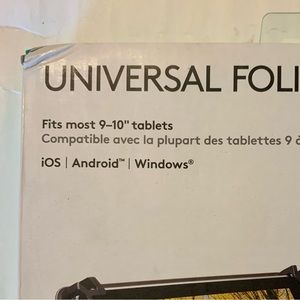 UNIVERSAL FOLI
Fits most 9–10" tablets
Compatible avec la plupart des tablettes 9 à
iOS | Android™ | Windows®